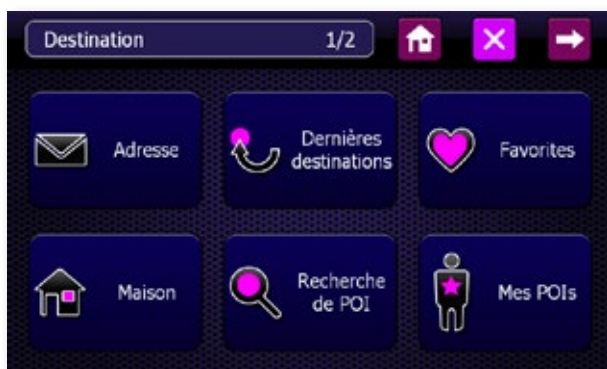 Destination 1/2
Adresse
Dernières
destinations
Favorites
Maison
Recherche
de POI
Mes POIs